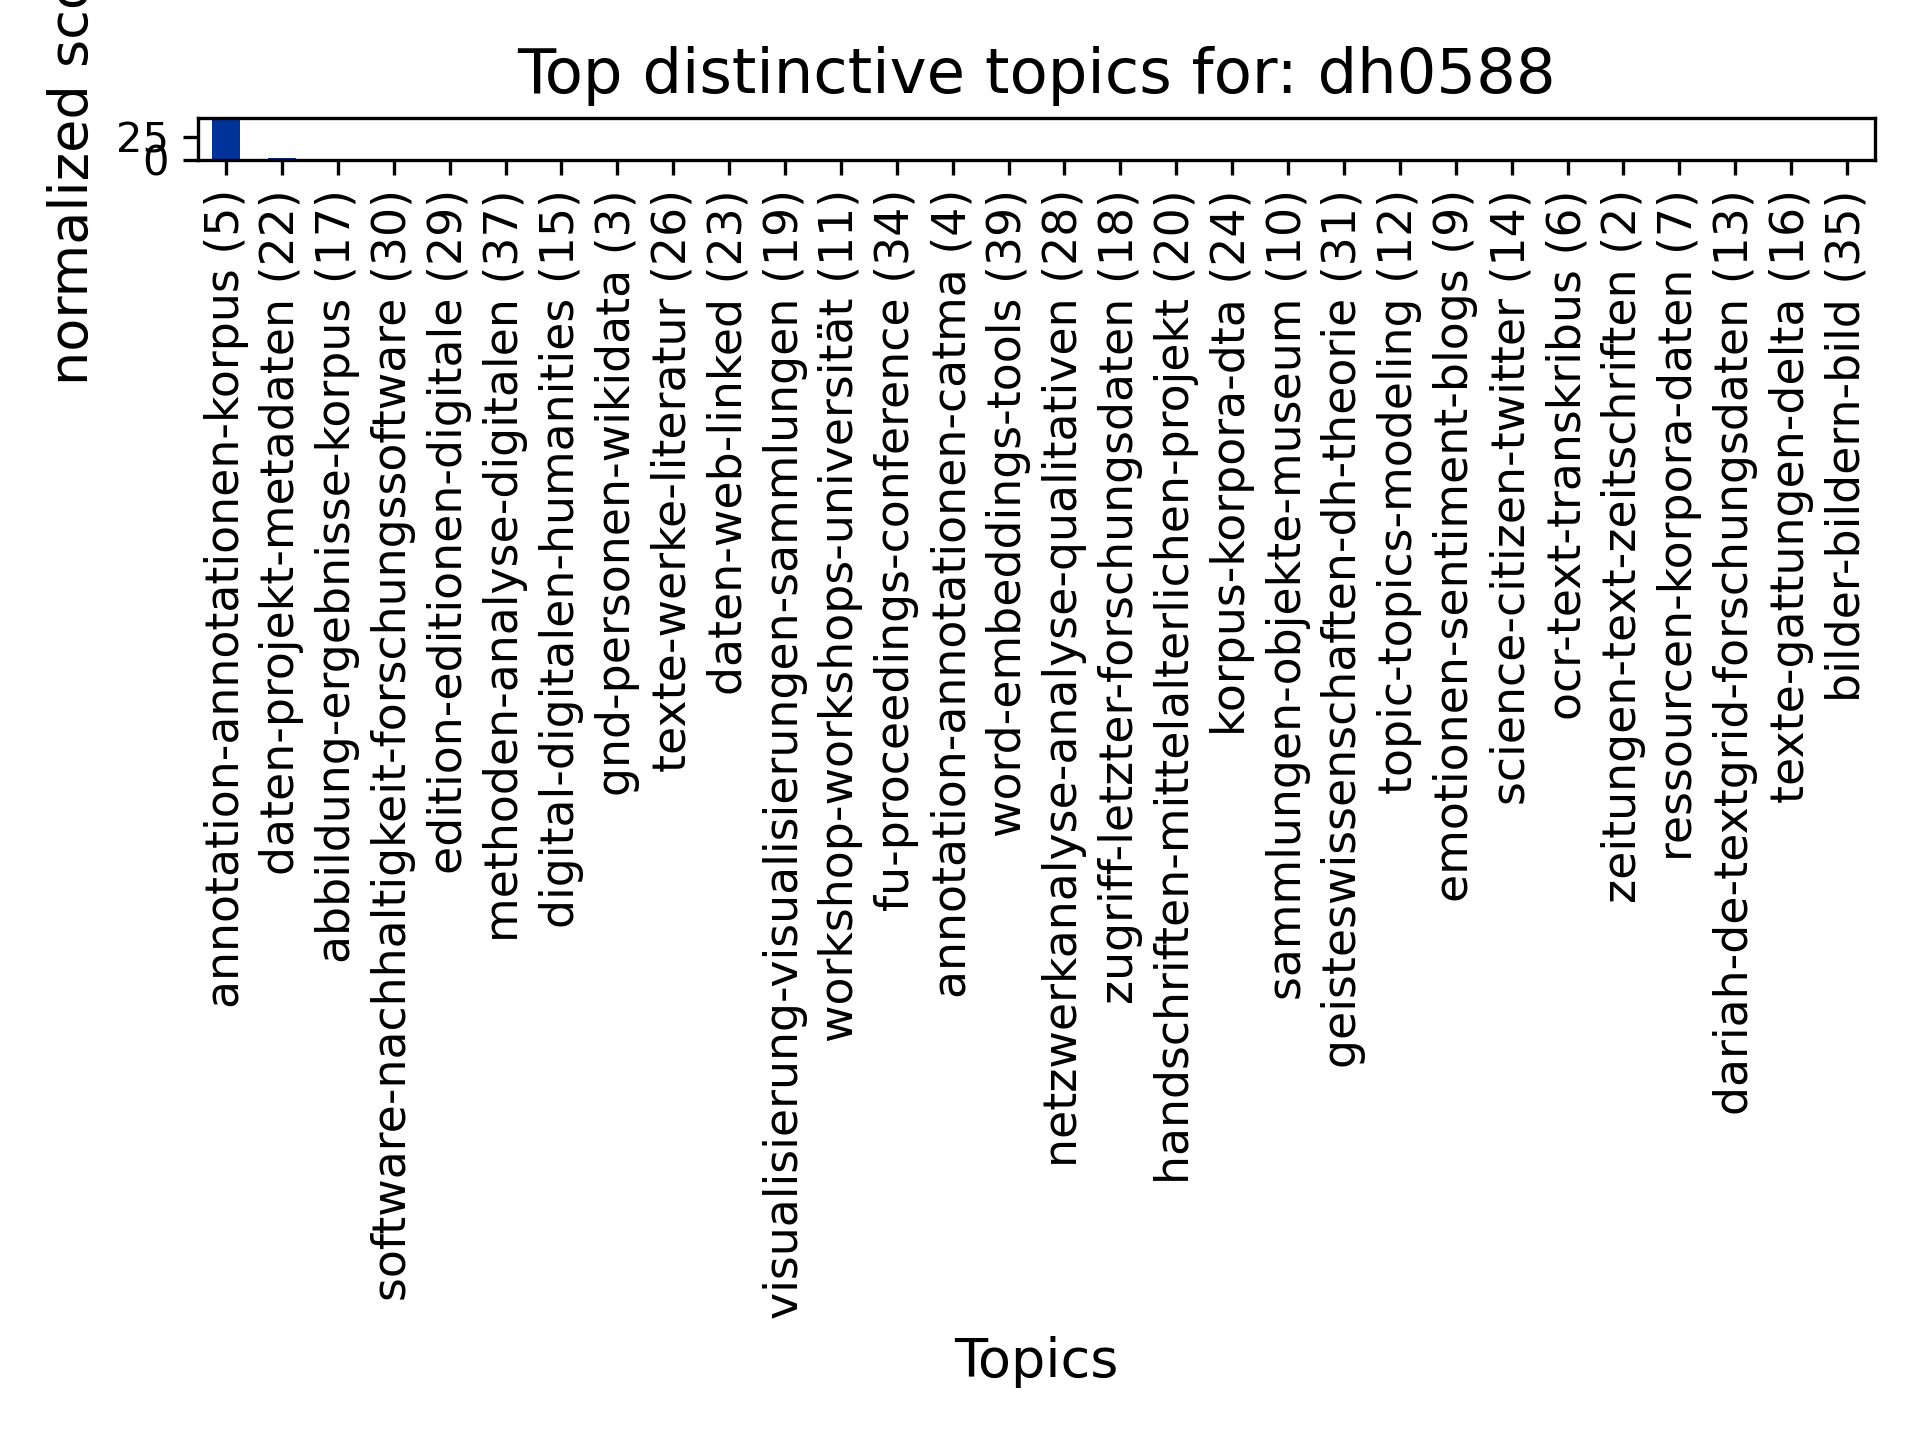 Top distinctive topics for: dh0588
normalized sco
25
0
annotation-annotationen-korpus (5)
daten-projekt-metadaten (22)
abbildung-ergebnisse-korpus (17)
software-nachhaltigkeit-forschungssoftware (30)
edition-editionen-digitale (29)
methoden-analyse-digitalen (37)
digital-digitalen-humanities (15)
gnd-personen-wikidata (3)
texte-werke-literatur (26)
daten-web-linked (23)
visualisierung-visualisierungen-sammlungen (19)
workshop-workshops-universität (11)
fu-proceedings-conference (34)
annotation-annotationen-catma (4)
word-embeddings-tools (39)
netzwerkanalyse-analyse-qualitativen (28)
zugriff-letzter-forschungsdaten (18)
handschriften-mittelalterlichen-projekt (20)
korpus-korpora-dta (24)
sammlungen-objekte-museum (10)
geisteswissenschaften-dh-theorie (31)
topic-topics-modeling (12)
emotionen-sentiment-blogs (9)
science-citizen-twitter (14)
ocr-text-transkribus (6)
zeitungen-text-zeitschriften (2)
ressourcen-korpora-daten (7)
dariah-de-textgrid-forschungsdaten (13)
texte-gattungen-delta (16)
bilder-bildern-bild (35)
Topics